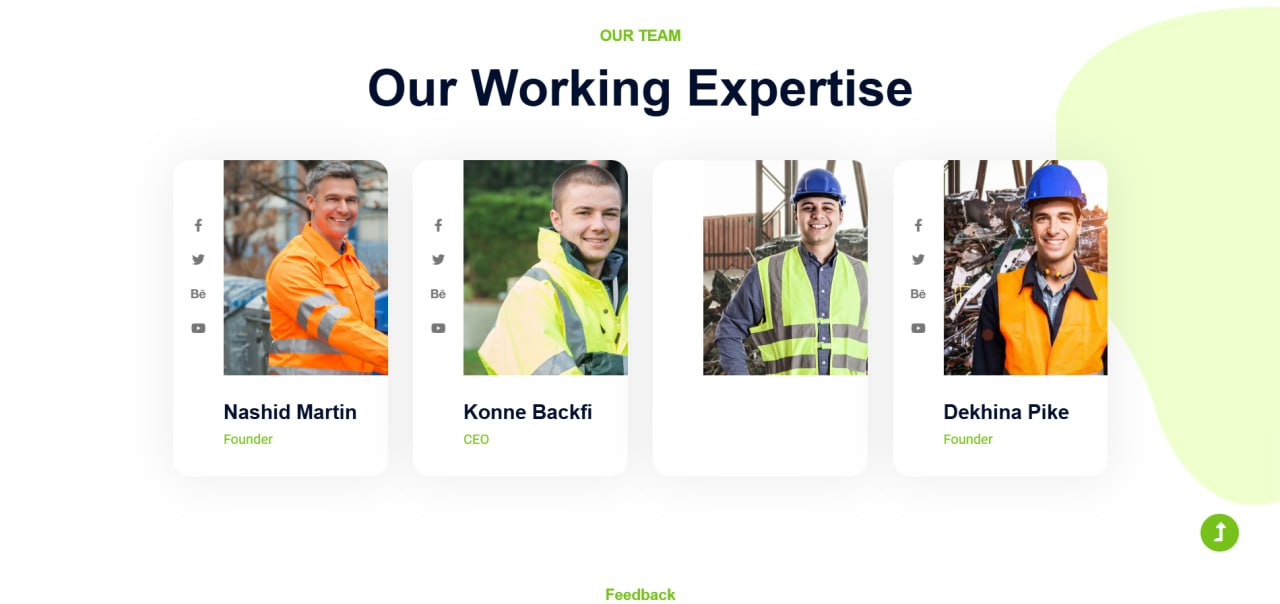 OUR TEAM
Our Working Expertise
Bē
Bē
Bē
Nashid Martin
Konne Backfi
Dekhina Pike
Founder
CEO
Founder
Feedback